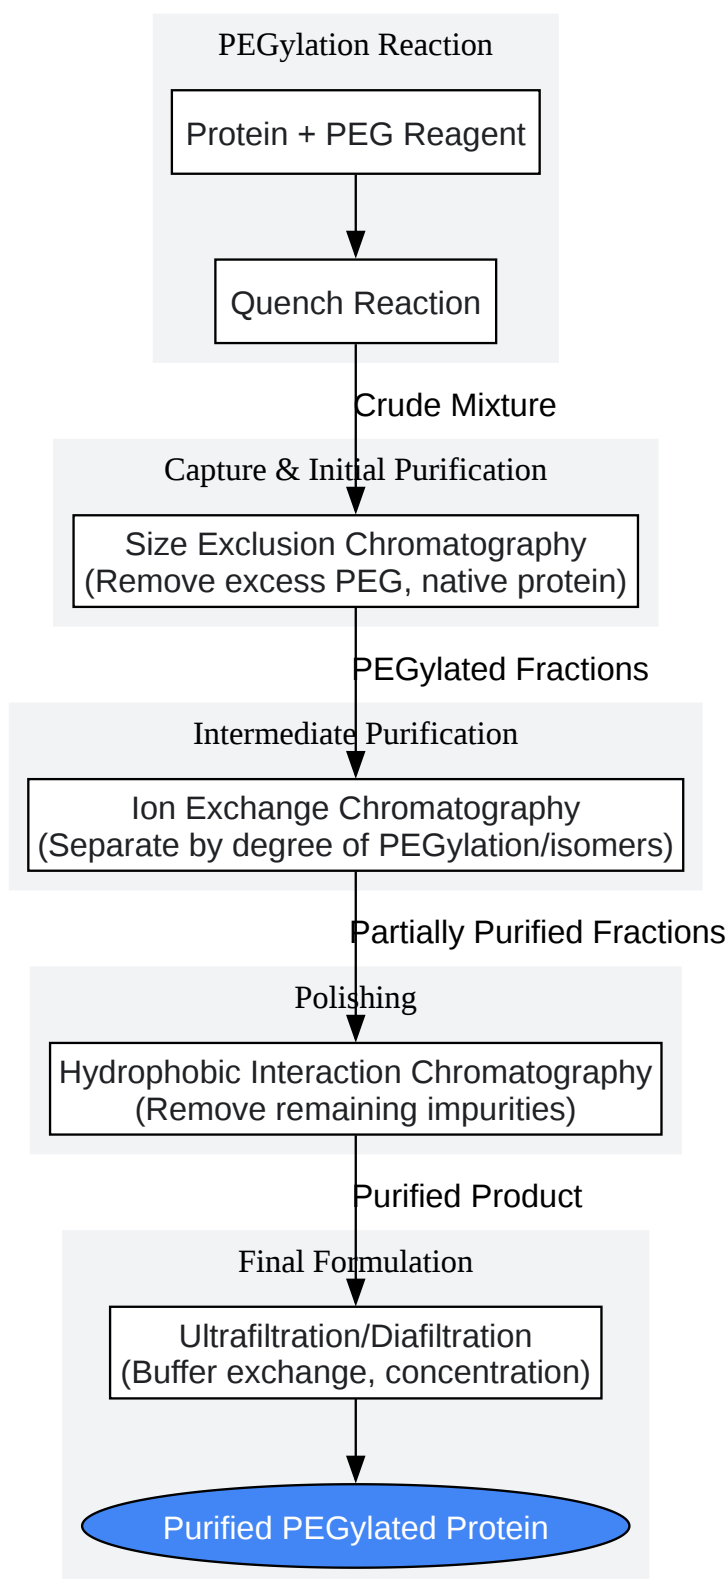 PEGylation Reaction
Protein + PEG Reagent
Quench Reaction
Crude Mixture
Capture & Initial Purification
Size Exclusion Chromatography
(Remove excess PEG, native protein)
PEGylated Fractions
Intermediate Purification
Ion Exchange Chromatography
(Separate by degree of PEGylation/isomers)
Partially Purified Fractions
Polishing
Hydrophobic Interaction Chromatography
(Remove remaining impurities)
Purified Product
Final Formulation
Ultrafiltration/Diafiltration
(Buffer exchange, concentration)
Purified PEGylated Protein